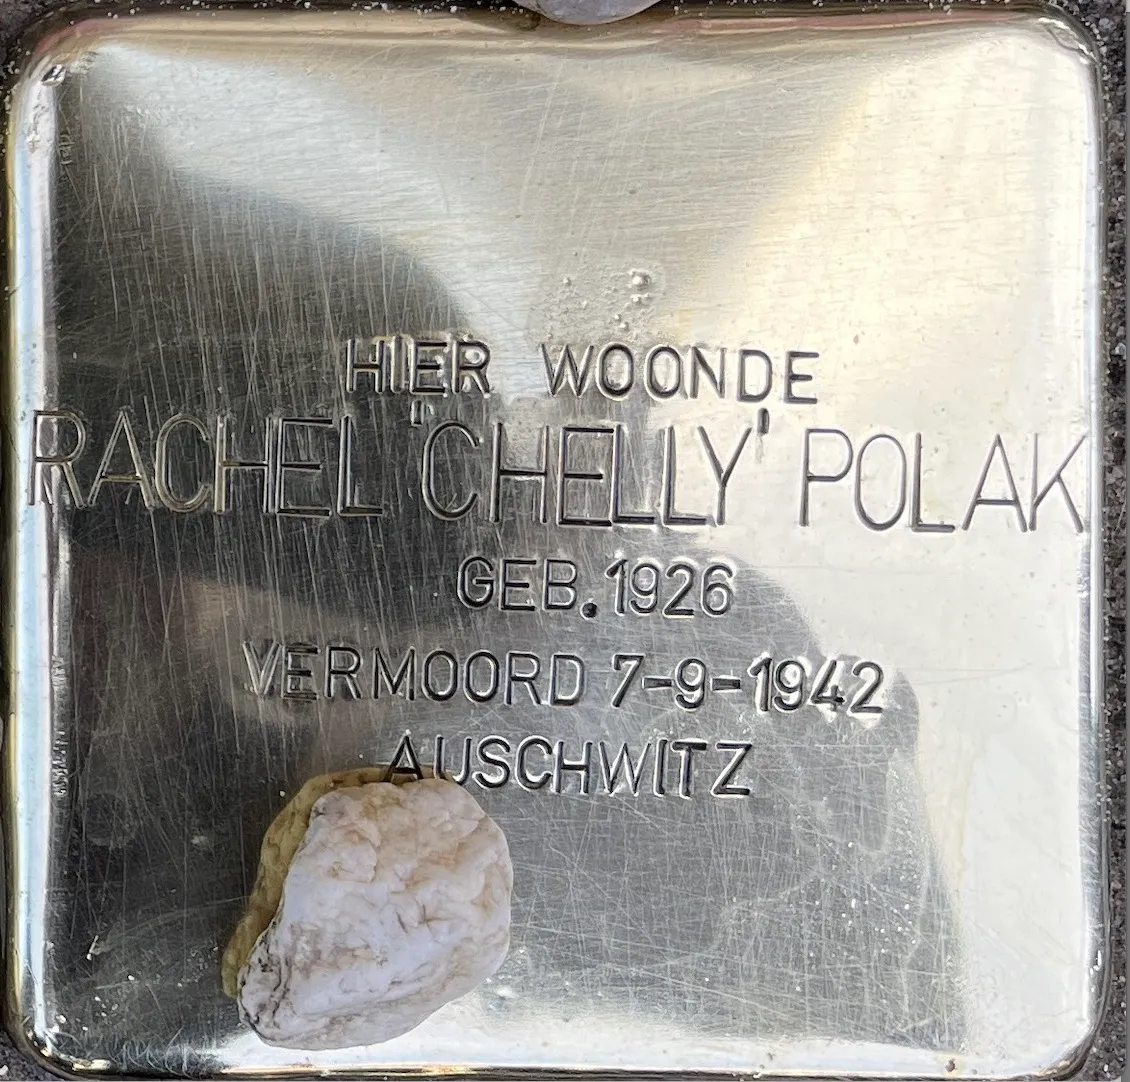 HIER WOONDE
RACHEL "CHELLY" POLAK
GEB. 1926
VERMOORD 7-9-1942
AUSCHWITZ